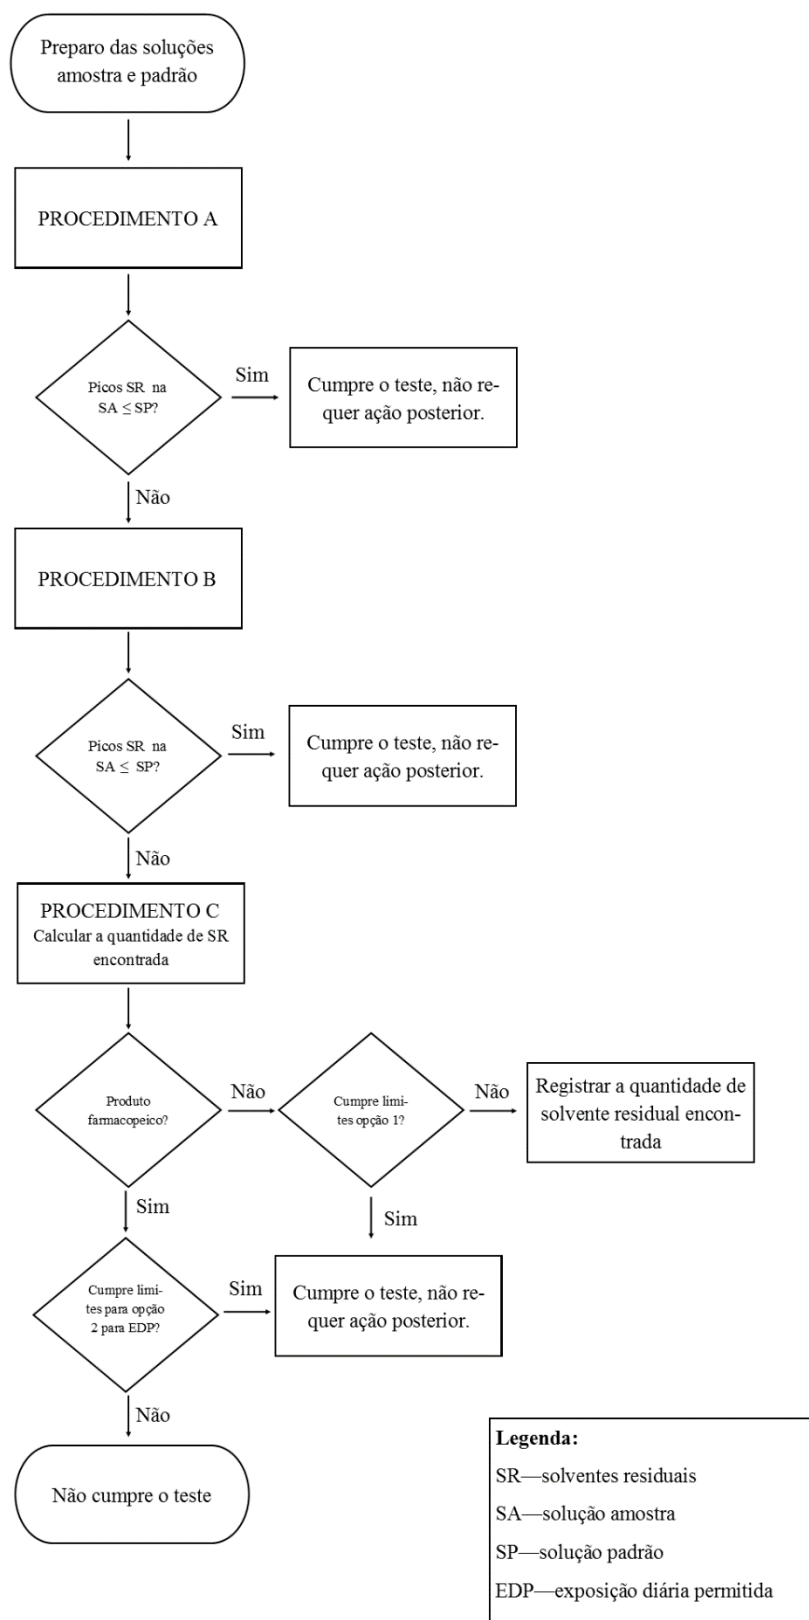 Preparo das soluções
amostra e padrão
PROCEDIMENTO A
Picos SR na
SA ≤ SP?
Sim
Cumpre o teste, não re-
quer ação posterior.
Não
PROCEDIMENTO B
Picos SR na
SA ≤ SP?
Sim
Cumpre o teste, não re-
quer ação posterior.
Não
PROCEDIMENTO C
Calcular a quantidade de SR
encontrada
Produto
farmacopeico?
Não
Cumpre limi-
tes opção 1?
Não
Registrar a quantidade de
solvente residual encon-
trada
Sim
Sim
Cumpre limi-
tes para opção
2 para EDP?
Sim
Cumpre o teste, não re-
quer ação posterior.
Não
Não cumpre o teste
Legenda:
SR—solventes residuais
SA—solução amostra
SP—solução padrão
EDP—exposição diária permitida